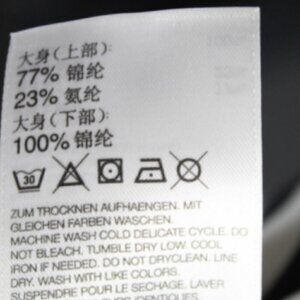 大身(上部):
77% 锦纶
23% 氨纶
大身(下部):
100% 锦纶
30
ZUM TROCKNEN AUFHAENGEN. MIT
GLEICHEN FARBEN WASCHEN.
MACHINE WASH COLD DELICATE CYCLE. DO
NOT BLEACH. TUMBLE DRY LOW. COOL
IRON IF NEEDED. DO NOT DRYCLEAN. LINE
DRY. WASH WITH LIKE COLORS.
SUSPENDRE POUR LE SECHAGE. LAVER